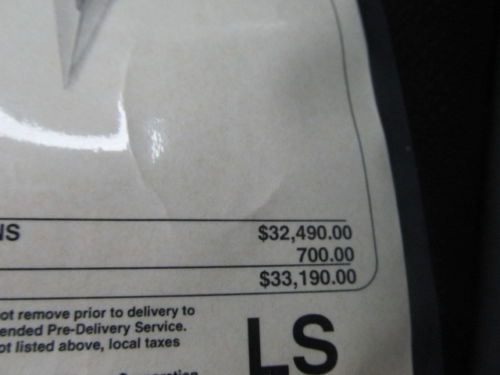 NS $32,490.00
700.00
$33,190.00
ot remove prior to delivery to
ended Pre-Delivery Service.
ot listed above, local taxes
LS
Corporation